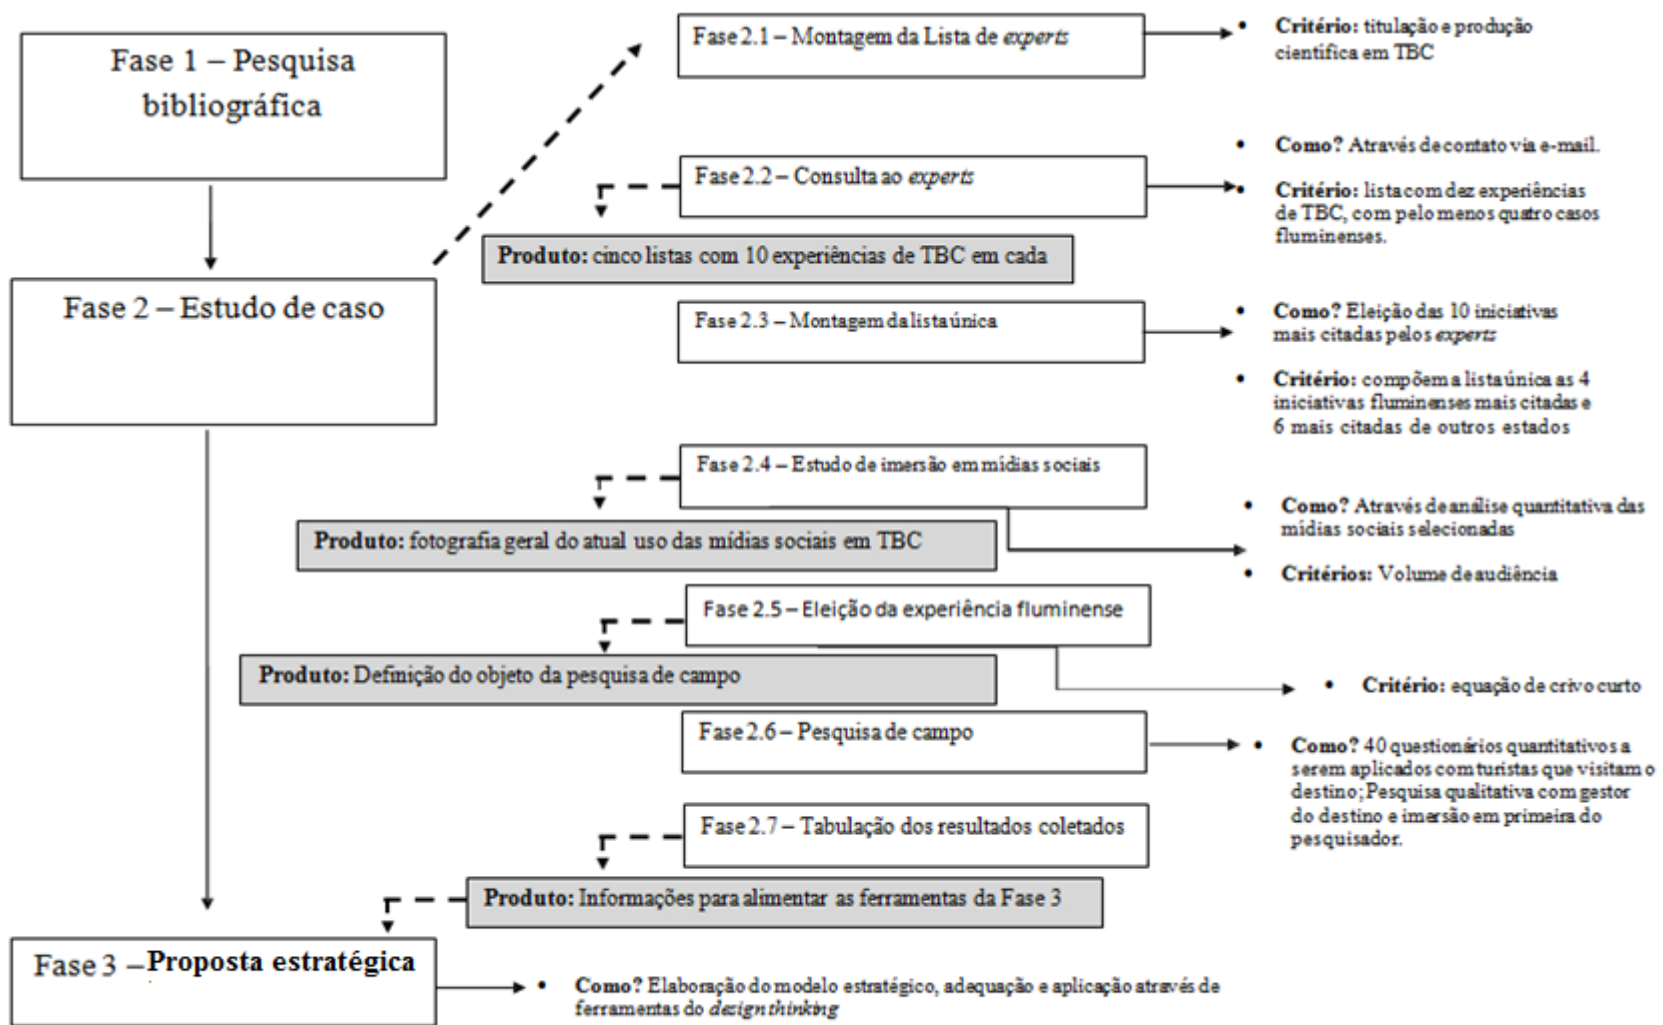 Fase 1 – Pesquisa
bibliográfica
Fase 2.1 – Montagem da Lista de experts
• Critério: titulação e produção
científica em TBC
Fase 2.2 – Consulta ao experts
• Como? Através de contato via e-mail.
• Critério: lista com dez experiências
de TBC, com pelo menos quatro casos
fluminenses.
Produto: cinco listas com 10 experiências de TBC em cada
Fase 2 – Estudo de caso
Fase 2.3 – Montagem da lista única
• Como? Eleição das 10 iniciativas
mais citadas pelos experts
• Critério: compõem a lista única as 4
iniciativas fluminenses mais citadas e
6 mais citadas de outros estados
Fase 2.4 – Estudo de imersão em mídias sociais
• Como? Através de análise quantitativa das
mídias sociais selecionadas
• Critérios: Volume de audiência
Produto: fotografia geral do atual uso das mídias sociais em TBC
Fase 2.5 – Eleição da experiência fluminense
Produto: Definição do objeto da pesquisa de campo
• Critério: equação de crivo curto
Fase 2.6 – Pesquisa de campo
• Como? 40 questionários quantitativos a
serem aplicados com turistas que visitam o
destino; Pesquisa qualitativa com gestor
do destino e imersão em primeira do
pesquisador.
Fase 2.7 – Tabulação dos resultados coletados
Produto: Informações para alimentar as ferramentas da Fase 3
Fase 3 – Proposta estratégica
• Como? Elaboração do modelo estratégico, adequação e aplicação através de
ferramentas do design thinking